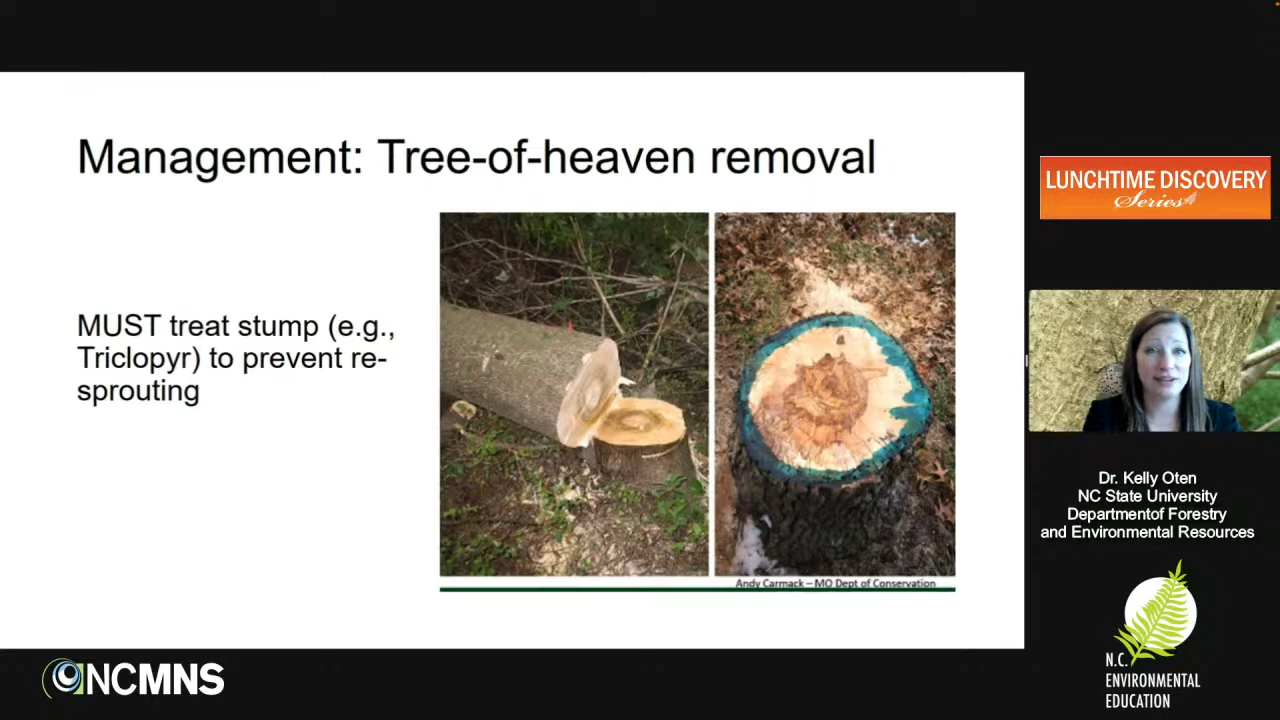 Management: Tree-of-heaven removal
MUST treat stump (e.g.,
Triclopyr) to prevent re-
sprouting
Andy Carmack – MO Dept of Conservation
LUNCHTIME DISCOVERY
Series
Dr. Kelly Oten
NC State University
Departmentof Forestry
and Environmental Resources
NCMNS
N.C.
ENVIRONMENTAL
EDUCATION